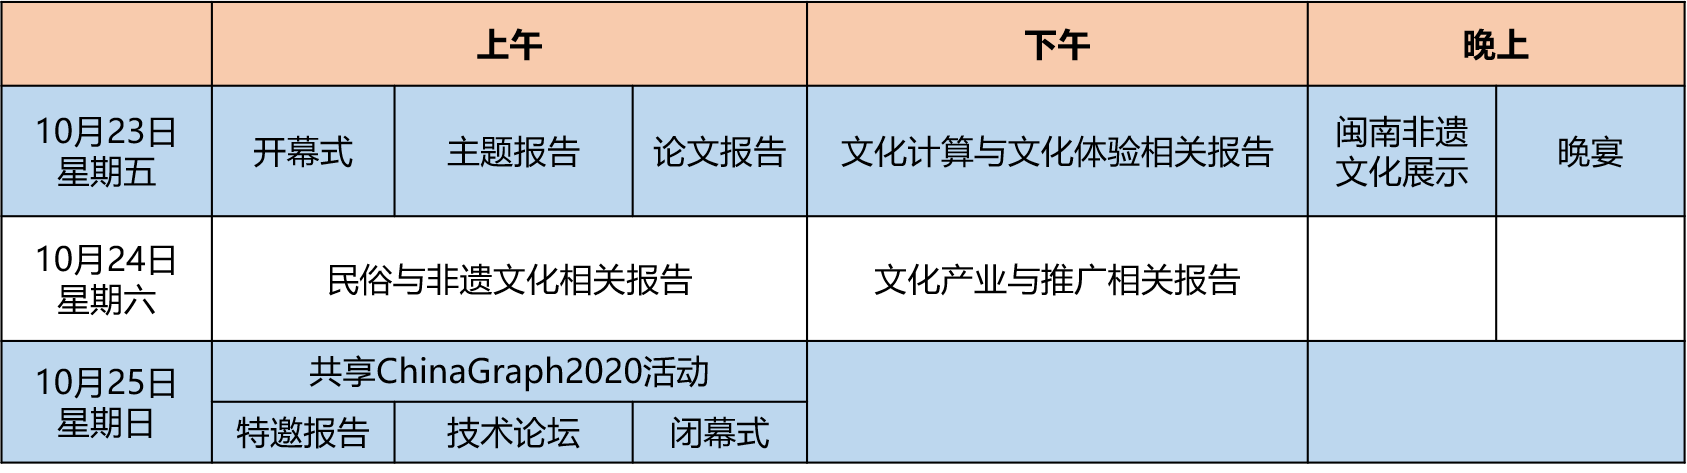 上午
下午
晚上
10月23日
星期五
开幕式
主题报告
论文报告
文化计算与文化体验相关报告
闽南非遗
文化展示
晚宴
10月24日
星期六
民俗与非遗文化相关报告
文化产业与推广相关报告
10月25日
星期日
共享ChinaGraph2020活动
特邀报告
技术论坛
闭幕式